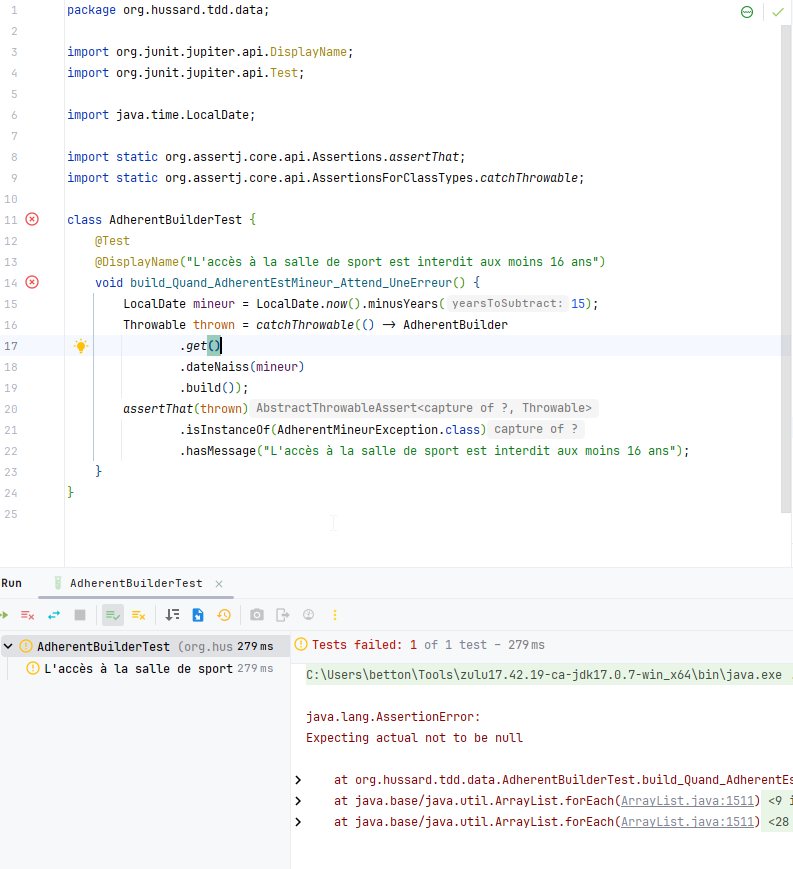 1 package org.hussard.tdd.data;
2
3 import org.junit.jupiter.api.DisplayName;
4 import org.junit.jupiter.api.Test;
5
6 import java.time.LocalDate;
7
8 import static org.assertj.core.api.Assertions.assertThat;
9 import static org.assertj.core.api.AssertionsForClassTypes.catchThrowable;
10
11 class AdherentBuilderTest {
12 @Test
13 @DisplayName("L'accès à la salle de sport est interdit aux moins 16 ans")
14 void build_Quand_AdherentEstMineur_Attend_UneErreur() {
15 LocalDate mineur = LocalDate.now().minusYears( yearsToSubtract: 15);
16 Throwable thrown = catchThrowable(() → AdherentBuilder
17 .get()
18 .dateNaiss(mineur)
19 .build());
20 assertThat(thrown) AbstractThrowableAssert<capture of ?, Throwable>
21 .isInstanceOf(AdherentMineurException.class) capture of ?
22 .hasMessage("L'accès à la salle de sport est interdit aux moins 16 ans");
23 }
24 }
25
Run AdherentBuilderTest ×
AdherentBuilderTest (org.hus 279 ms
L'accès à la salle de sport 279 ms
Tests failed: 1 of 1 test – 279 ms
C:\Users\betton\Tools\zulu17.42.19-ca-jdk17.0.7-win_x64\bin\java.exe .
java.lang.AssertionError:
Expecting actual not to be null
at org.hussard.tdd.data.AdherentBuilderTest.build_Quand_AdherentEs
at java.base/java.util.ArrayList.forEach(ArrayList.java:1511) <9 i
at java.base/java.util.ArrayList.forEach(ArrayList.java:1511) <28